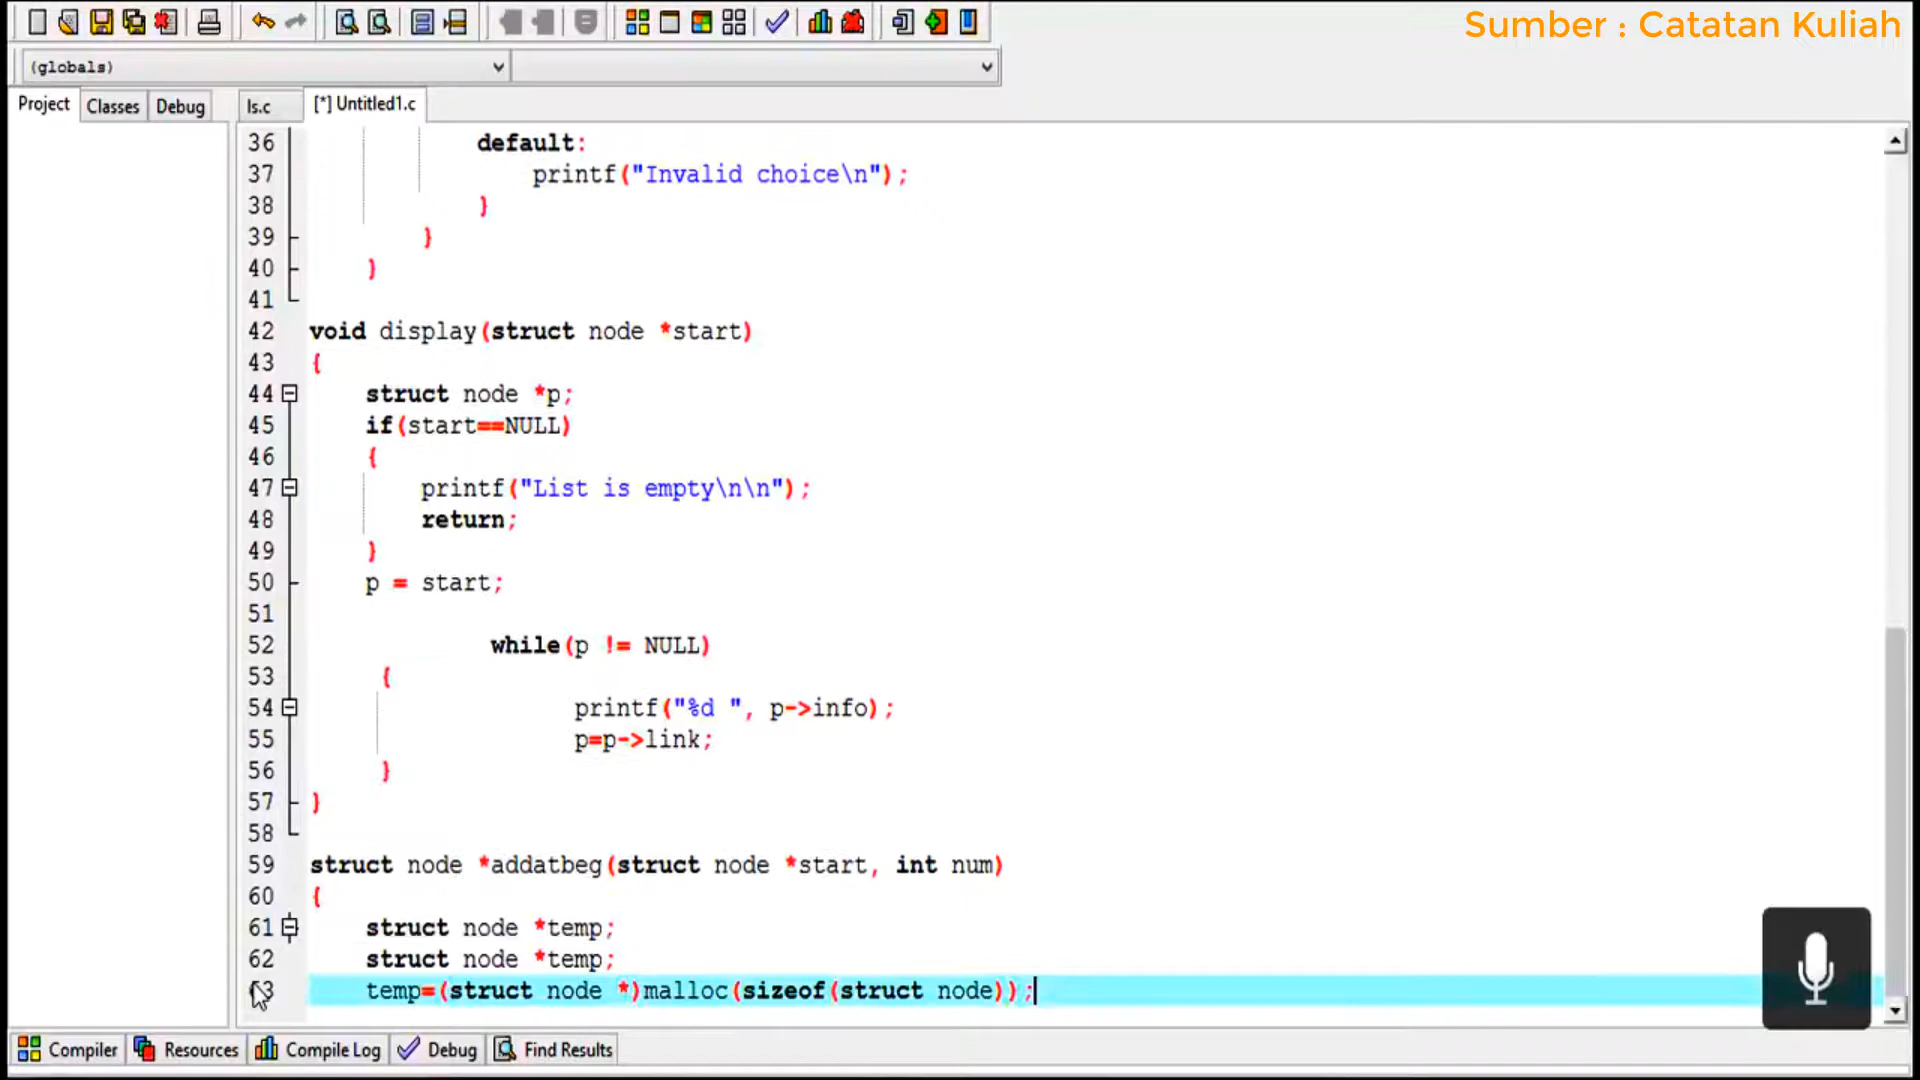 Sumber : Catatan Kuliah
(globals)
Project Classes Debug ls.c [*] Untitled1.c
36 default:
37 printf("Invalid choice\n");
38 }
39 }
40 }
41
42 void display(struct node *start)
43 {
44 struct node *p;
45 if(start==NULL)
46 {
47 printf("List is empty\n\n");
48 return;
49 }
50 p = start;
51
52 while(p != NULL)
53 {
54 printf("%d ", p->info);
55 p=p->link;
56 }
57 }
58
59 struct node *addatbeg(struct node *start, int num)
60 {
61 struct node *temp;
62 struct node *temp;
63 temp=(struct node *)malloc(sizeof(struct node));
Compiler Resources Compile Log Debug Find Results